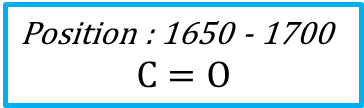 Position : 1650 - 1700
C = O